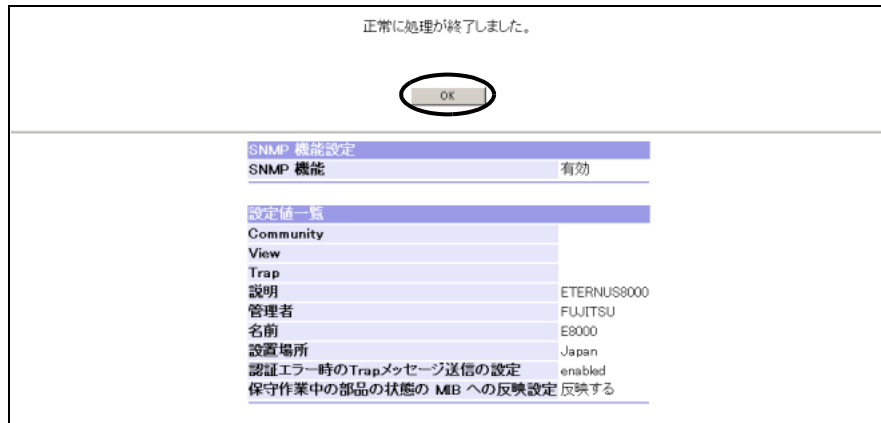 正常に処理が終了しました。
OK
SNMP 機能設定
SNMP 機能 有効
設定値一覧
Community
View
Trap
説明 ETERNUS8000
管理者 FUJITSU
名前 E8000
設置場所 Japan
認証エラー時のTrapメッセージ送信の設定 enabled
保守作業中の部品の状態の MIB への反映設定 反映する